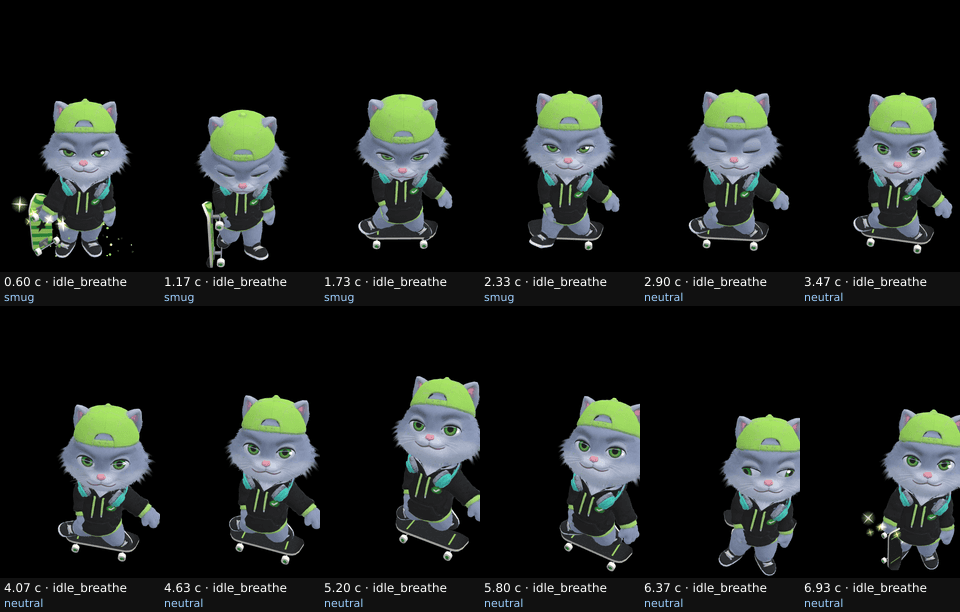 0.60 c · idle_breathe
smug
1.17 c · idle_breathe
smug
1.73 c · idle_breathe
smug
2.33 c · idle_breathe
smug
2.90 c · idle_breathe
neutral
3.47 c · idle_breathe
neutral
4.07 c · idle_breathe
neutral
4.63 c · idle_breathe
neutral
5.20 c · idle_breathe
neutral
5.80 c · idle_breathe
neutral
6.37 c · idle_breathe
neutral
6.93 c · idle_breathe
neutral